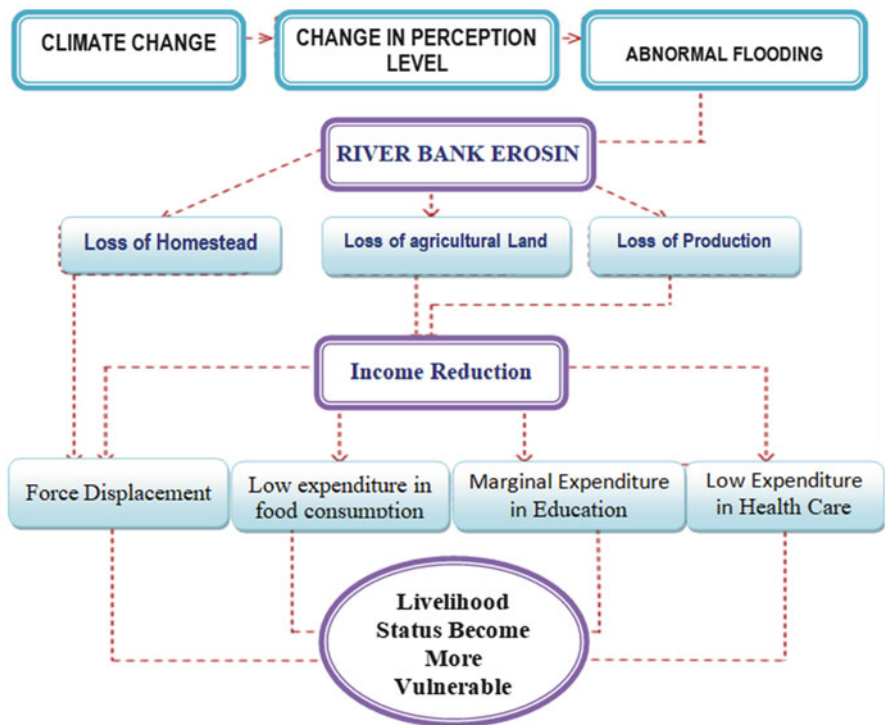 CLIMATE CHANGE
CHANGE IN PERCEPTION
LEVEL
ABNORMAL FLOODING
RIVER BANK EROSIN
Loss of Homestead
Loss of agricultural Land
Loss of Production
Income Reduction
Force Displacement
Low expenditure in
food consumption
Marginal Expenditure
in Education
Low Expenditure
in Health Care
Livelihood
Status Become
More
Vulnerable